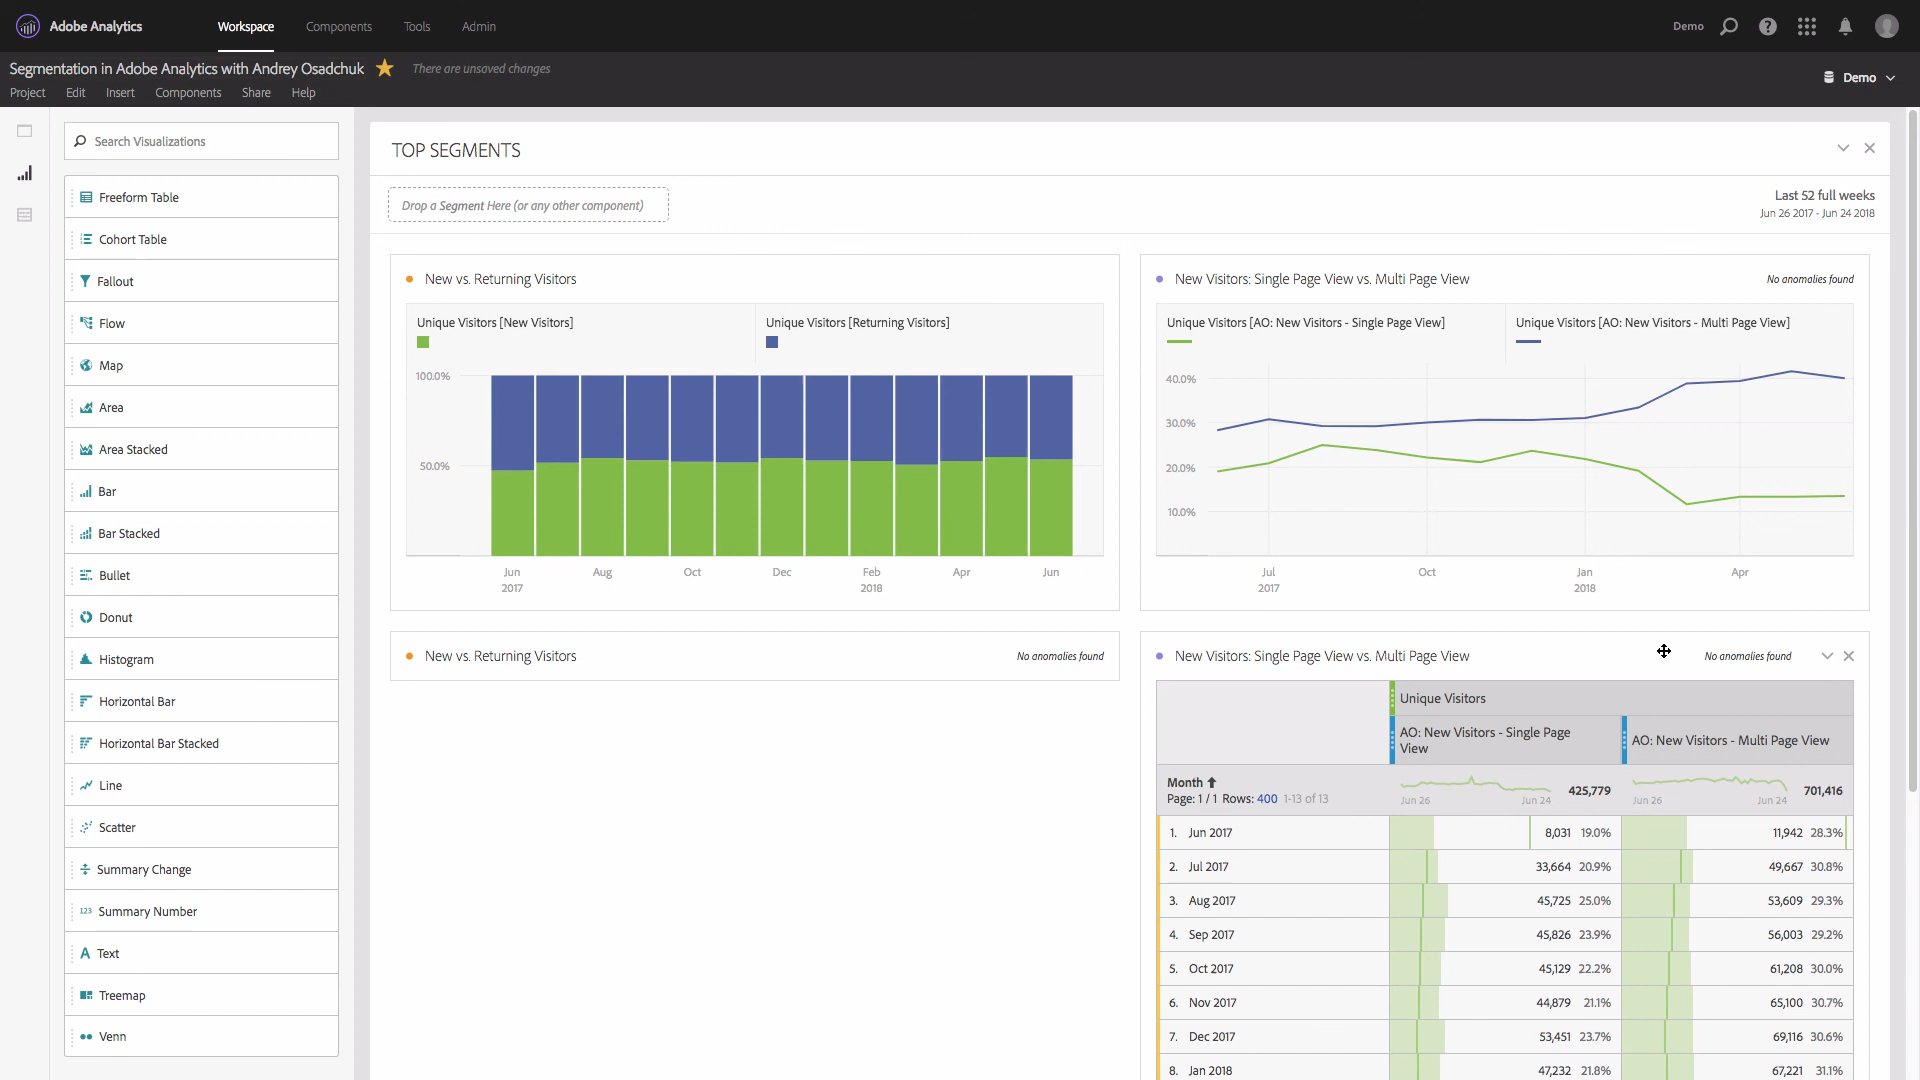 Adobe Analytics
Workspace
Components
Tools
Admin
Demo
Segmentation in Adobe Analytics with Andrey Osadchuk
There are unsaved changes
Project
Edit
Insert
Components
Share
Help
Demo
Search Visualizations
Freeform Table
Cohort Table
Fallout
Flow
Map
Area
Area Stacked
Bar
Bar Stacked
Bullet
Donut
Histogram
Horizontal Bar
Horizontal Bar Stacked
Line
Scatter
Summary Change
123 Summary Number
A Text
Treemap
Venn
TOP SEGMENTS
Drop a Segment Here (or any other component)
Last 52 full weeks
Jun 26 2017 - Jun 24 2018
New vs. Returning Visitors
Unique Visitors [New Visitors]
Unique Visitors [Returning Visitors]
100.0%
50.0%
Jun Aug Oct Dec Feb Apr Jun
2017 2018
New Visitors: Single Page View vs. Multi Page View
No anomalies found
Unique Visitors [AO: New Visitors - Single Page View]
Unique Visitors [AO: New Visitors - Multi Page View]
40.0%
30.0%
20.0%
10.0%
Jul Oct Jan Apr
2017 2018
New vs. Returning Visitors
No anomalies found
New Visitors: Single Page View vs. Multi Page View
No anomalies found
Unique Visitors
AO: New Visitors - Single Page
View
AO: New Visitors - Multi Page View
Month
Page: 1 / 1 Rows: 400 1-13 of 13
Jun 26 Jun 24 425,779
Jun 26 Jun 24 701,416
1. Jun 2017 8,031 19.0% 11,942 28.3%
2. Jul 2017 33,664 20.9% 49,667 30.8%
3. Aug 2017 45,725 25.0% 53,609 29.3%
4. Sep 2017 45,826 23.9% 56,003 29.2%
5. Oct 2017 45,129 22.2% 61,208 30.0%
6. Nov 2017 44,879 21.1% 65,100 30.7%
7. Dec 2017 53,451 23.7% 69,116 30.6%
8. Jan 2018 47,232 21.8% 67,221 31.1%